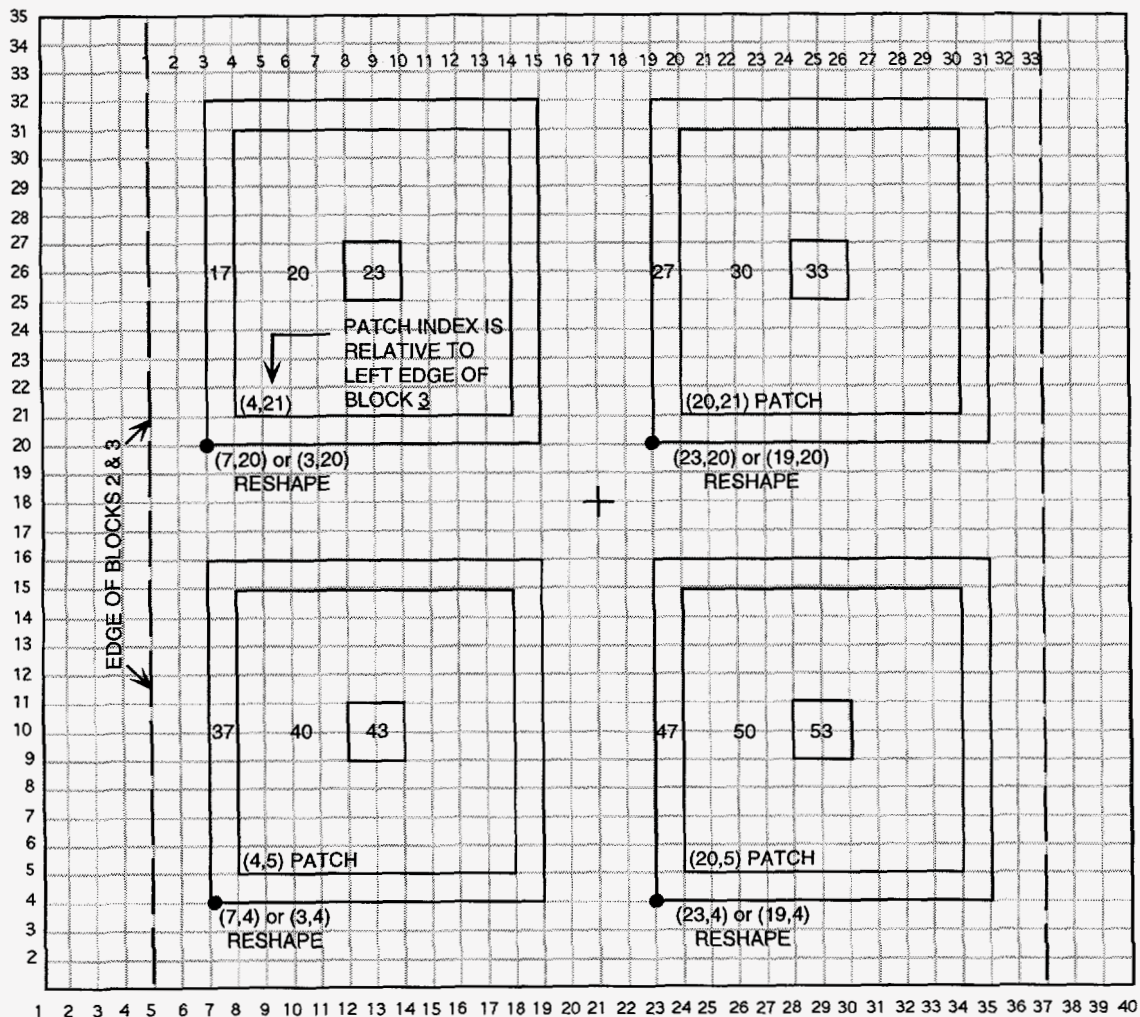 35
34
2 3 4 5 6 7 8 9 10 11 12 13 14 15 16 17 18 19 20 21 22 23 24 25 26 27 28 29 30 31 32 33
33
32
31
30
29
28
27
26 17 20 23 27 30 33
25
24 PATCH INDEX IS
23 RELATIVE TO
22 LEFT EDGE OF
BLOCK 3
(4,21) (20,21) PATCH
21
20
(7,20) or (3,20) (23,20) or (19,20)
19
RESHAPE RESHAPE
18
17
16
15
14
13
12
11
10 37 40 43 47 50 53
9
8
7
6
(4,5) PATCH (20,5) PATCH
5
4
(7,4) or (3,4) (23,4) or (19,4)
3
RESHAPE RESHAPE
2
1 2 3 4 5 6 7 8 9 10 11 12 13 14 15 16 17 18 19 20 21 22 23 24 25 26 27 28 29 30 31 32 33 34 35 36 37 38 39 40
EDGE OF BLOCKS 2 & 3